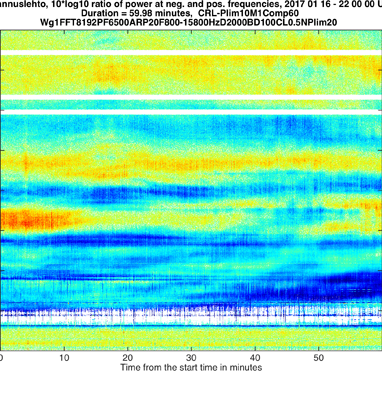 annuslehto, 10*log10 ratio of power at neg. and pos. frequencies, 2017 01 16 - 22 00 00 U
Duration = 59.98 minutes, CRL-Plim10M1Comp60
Wg1FFT8192PF6500ARP20F800-15800HzD2000BD100CL0.5NPlim20
0 10 20 30 40 50
Time from the start time in minutes